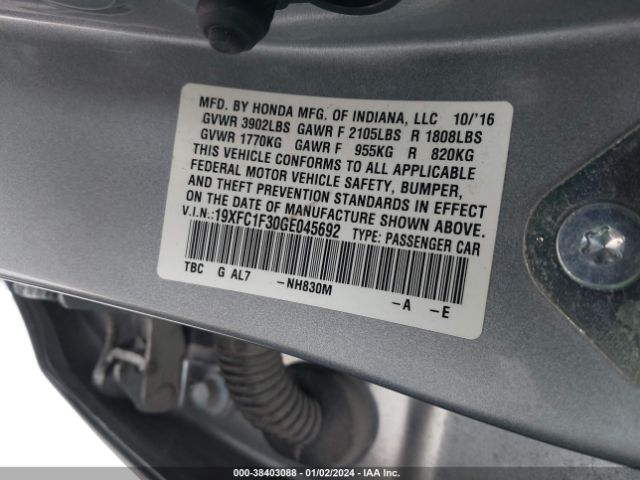 MFD. BY HONDA MFG. OF INDIANA, LLC 10/'16
GVWR 3902LBS GAWR F 2105LBS R 1808LBS
GVWR 1770KG GAWR F 955KG R 820KG
THIS VEHICLE CONFORMS TO ALL APPLICABLE
FEDERAL MOTOR VEHICLE SAFETY, BUMPER,
AND THEFT PREVENTION STANDARDS IN EFFECT
ON THE DATE OF MANUFACTURE SHOWN ABOVE.
V.I.N.:19XFC1F30GE045692 TYPE: PASSENGER CAR
TBC G AL7 -NH830M -A -E
000-38403088 - 01/02/2024 - IAA Inc.